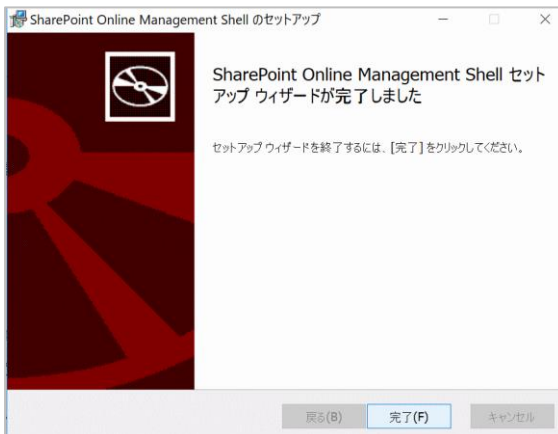 SharePoint Online Management Shell のセットアップ
SharePoint Online Management Shell セット
アップ ウィザードが完了しました
セットアップ ウィザードを終了するには、[完了] をクリックしてください。
戻る(B)
完了(F)
キャンセル